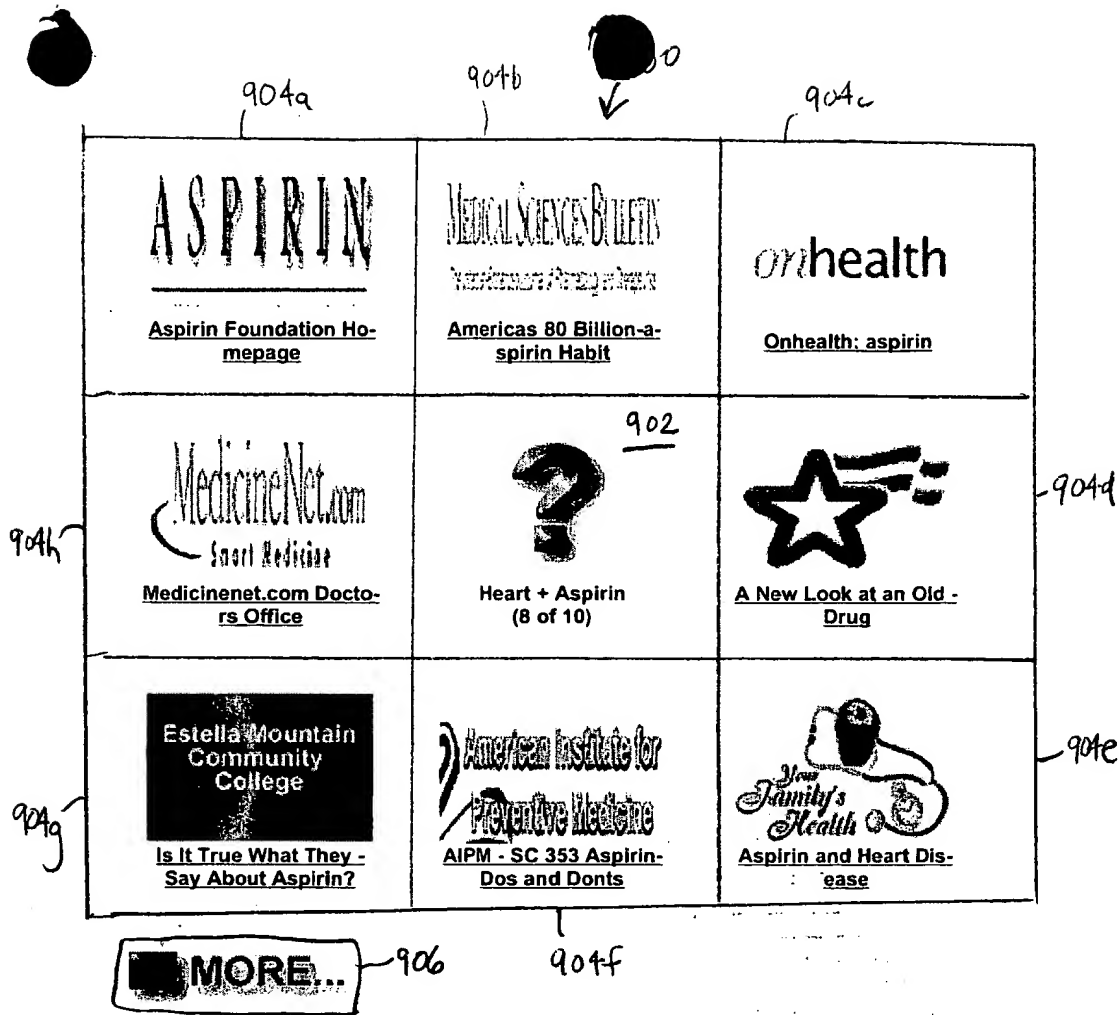 904a
904b
904c
ASPIRIN
MEDICAL SCIENCES BULLETIN
onhealth
Aspirin Foundation Ho-
mepage
Americas 80 Billion-a-
spirin Habit
Onhealth: aspirin
902
MedicineNet.com
Smart Medicine
?
904h
904d
Medicinenet.com Docto-
rs Office
Heart + Aspirin
(8 of 10)
A New Look at an Old -
Drug
Estella Mountain
Community
College
American Institute for
Preventive Medicine
Your
Family's
Health
904g
904e
Is It True What They -
Say About Aspirin?
AIPM - SC 353 Aspirin-
Dos and Donts
Aspirin and Heart Dis-
ease
MORE...
906
904f